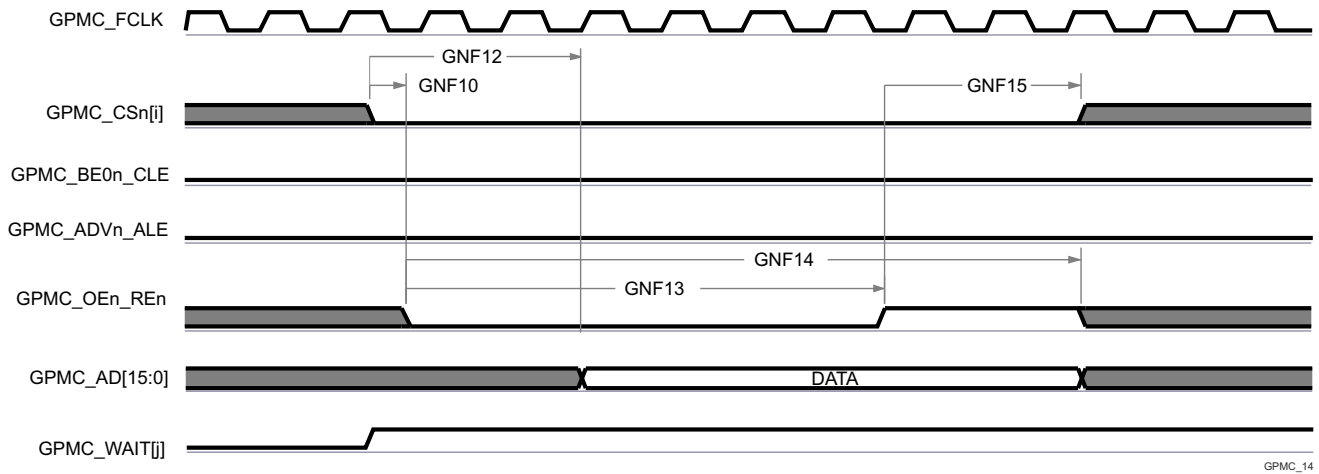 GPMC_FCLK
GNF12
GNF10
GNF15
GPMC_CSn[i]
GPMC_BE0n_CLE
GPMC_ADVn_ALE
GNF14
GNF13
GPMC_OEn_REn
GPMC_AD[15:0]
DATA
GPMC_WAIT[j]
GPMC_14